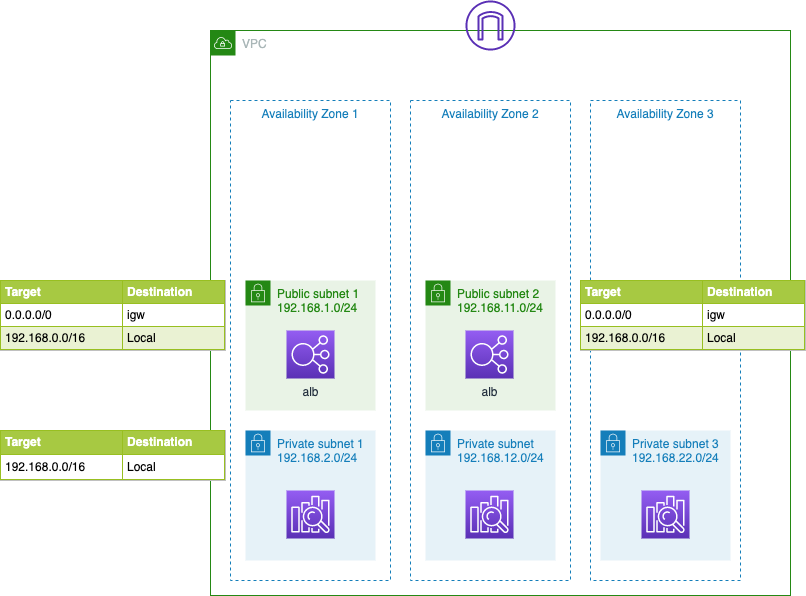 VPC
Availability Zone 1
Availability Zone 2
Availability Zone 3
Target Destination
0.0.0.0/0 igw
192.168.0.0/16 Local
Public subnet 1
192.168.1.0/24
alb
Public subnet 2
192.168.11.0/24
alb
Target Destination
0.0.0.0/0 igw
192.168.0.0/16 Local
Target Destination
192.168.0.0/16 Local
Private subnet 1
192.168.2.0/24
Private subnet
192.168.12.0/24
Private subnet 3
192.168.22.0/24